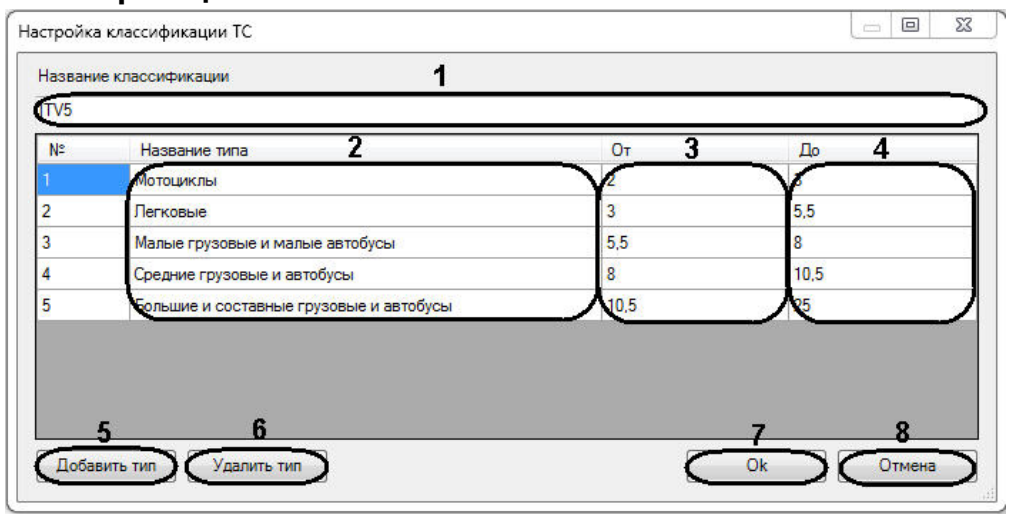 Настройка классификации ТС
Название классификации 1
TV5
№ Название типа 2 От 3 До 4
1 Мотоциклы 2 3
2 Легковые 3 5,5
3 Малые грузовые и малые автобусы 5,5 8
4 Средние грузовые и автобусы 8 10,5
5 Большие и составные грузовые и автобусы 10,5 25
5 6 7 8
Добавить тип Удалить тип Ok Отмена